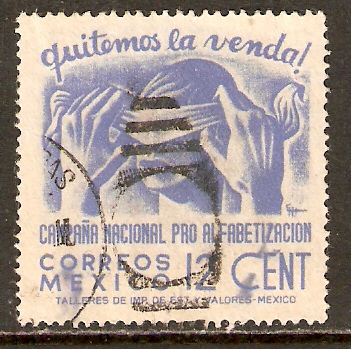 quitemos la venda!
CAMPAÑA NACIONAL PRO ALFABETIZACION
CORREOS
MEXICO 12 CENT
TALLERES DE IMP. DE EST. Y VALORES-MEXICO